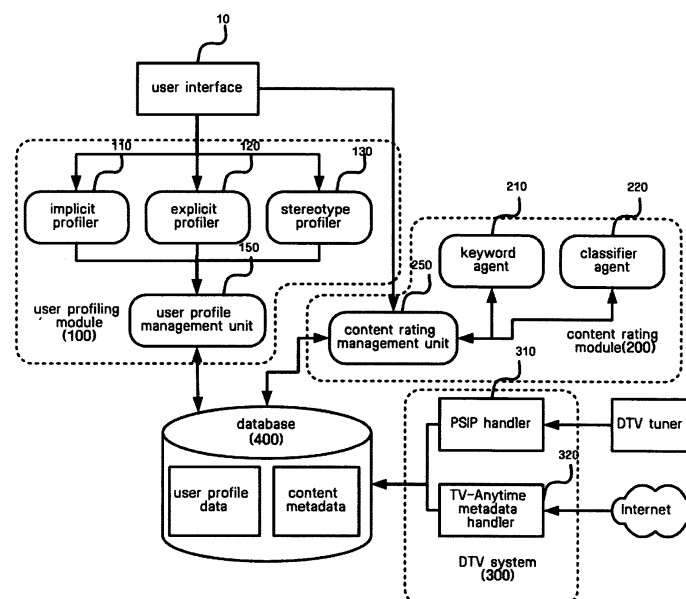 10
user interface
110
120
130
implicit
profiler
explicit
profiler
stereotype
profiler
150
user profiling
module
(100)
user profile
management unit
210
220
keyword
agent
classifier
agent
250
content rating
management unit
content rating
module(200)
310
database
(400)
user profile
data
content
metadata
PSIP handler
DTV tuner
320
TV-Anytime
metadata
handler
Internet
DTV system
(300)